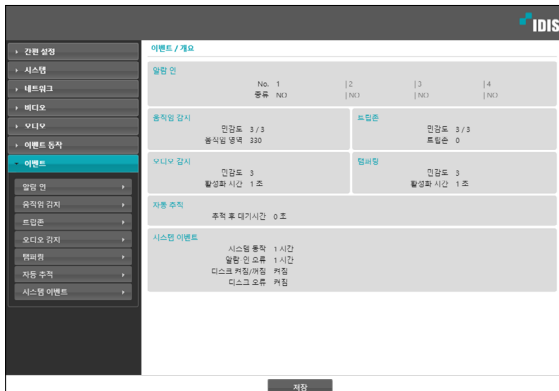 IDIS
간편 설정
시스템
네트워크
비디오
오디오
이벤트 동작
이벤트
알람 인
움직임 감지
트립존
오디오 감지
탬퍼링
자동 추적
시스템 이벤트
이벤트 / 개요
알람 인
No. 1 |2 |3 |4
종류 NO |NO |NO |NO
움직임 감지
민감도 3 / 3
움직임 영역 330
트립존
민감도 3 / 3
트립존 0
오디오 감지
민감도 3
활성화 시간 1 초
탬퍼링
민감도 3
활성화 시간 1 초
자동 추적
추적 후 대기시간 0 초
시스템 이벤트
시스템 동작 1 시간
알람-인 오류 1 시간
디스크 켜짐/꺼짐 켜짐
디스크 오류 켜짐
저장